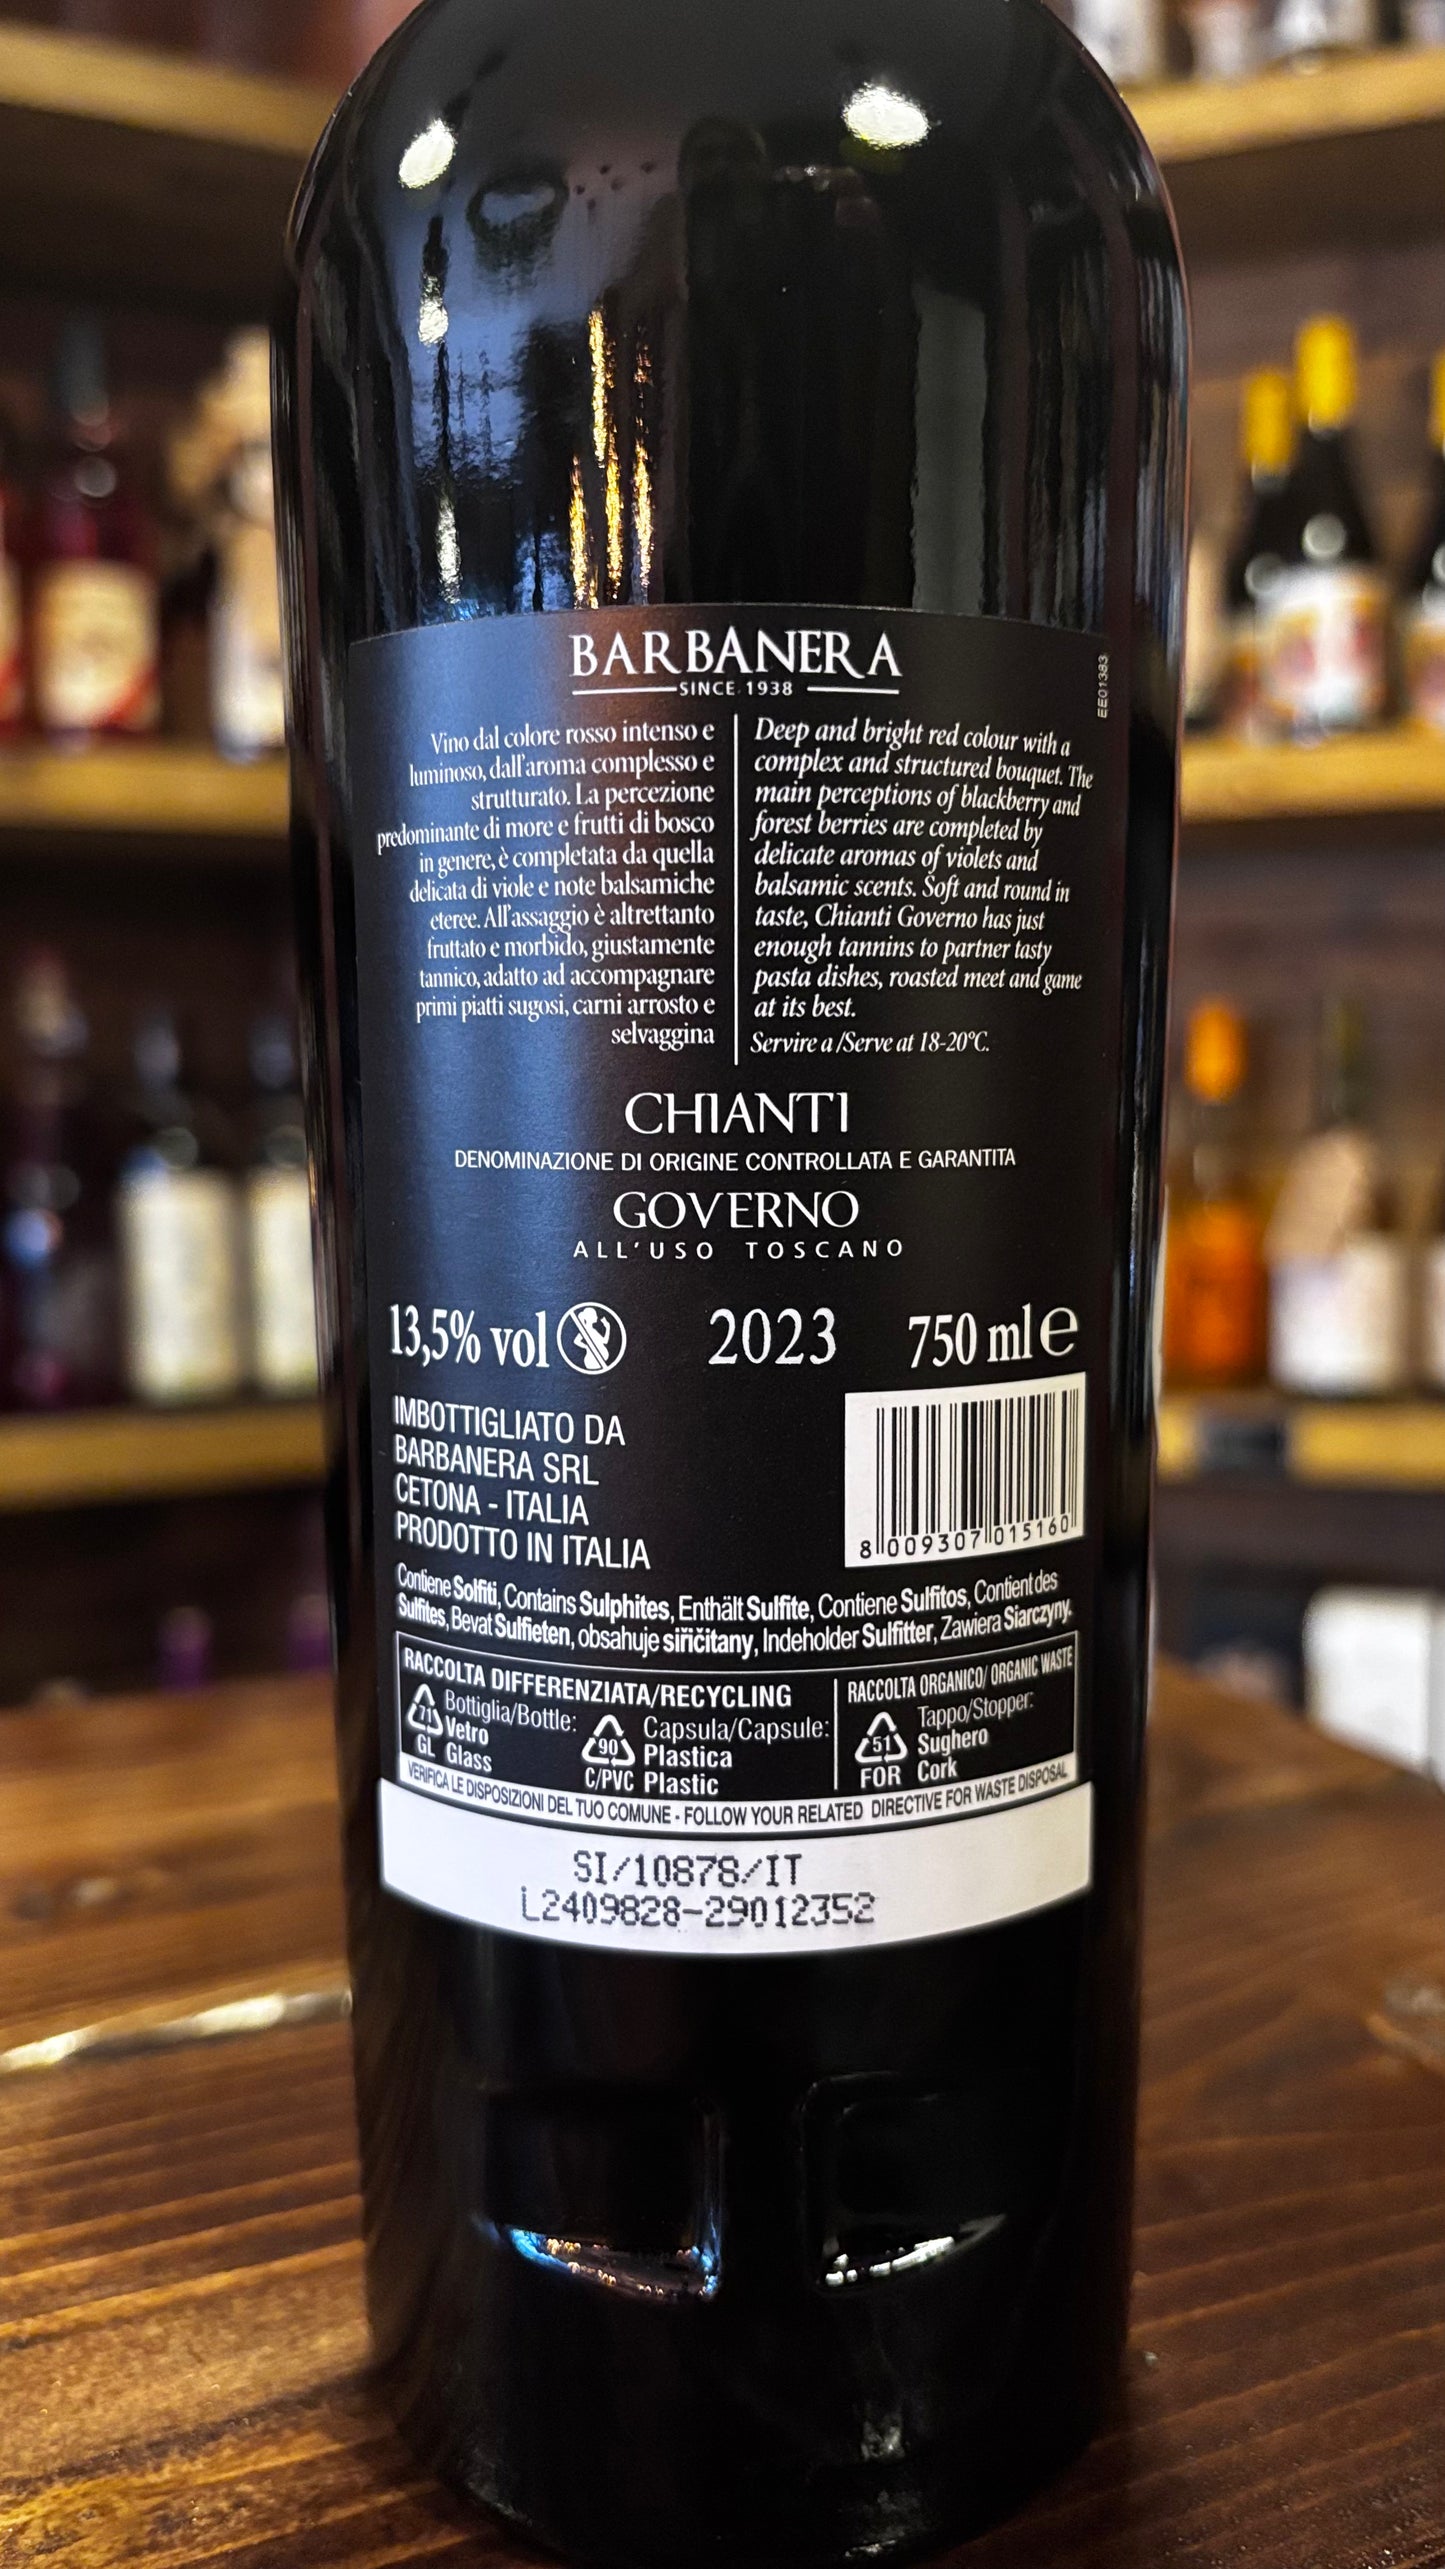 BARBANERA
SINCE 1938
EE01383
Vino dal colore rosso intenso e
luminoso, dall'aroma complesso e
strutturato. La percezione
predominante di more e frutti di bosco
in genere, è completata da quella
delicata di viole e note balsamiche
eteree. All'assaggio è altrettanto
fruttato e morbido, giustamente
tannico, adatto ad accompagnare
primi piatti sugosi, carni arrosto e
selvaggina
Deep and bright red colour with a
complex and structured bouquet. The
main perceptions of blackberry and
forest berries are completed by
delicate aromas of violets and
balsamic scents. Soft and round in
taste, Chianti Governo has just
enough tannins to partner tasty
pasta dishes, roasted meet and game
at its best.
Servire a /Serve at 18-20°C.
CHIANTI
DENOMINAZIONE DI ORIGINE CONTROLLATA E GARANTITA
GOVERNO
ALL'USO TOSCANO
13,5% vol 2023 750 ml e
IMBOTTIGLIATO DA
BARBANERA SRL
CETONA - ITALIA
PRODOTTO IN ITALIA
8 009307 015160
Contiene Solfiti, Contains Sulphites, Enthält Sulfite, Contiene Sulfitos, Contient des
Sulfites, Bevat Sulfieten, obsahuje siřičitany, Indeholder Sulfitter, Zawiera Siarczyny.
RACCOLTA DIFFERENZIATA/RECYCLING
71
GL
Bottiglia/Bottle:
Vetro
Glass
90
C/PVC
Capsula/Capsule:
Plastica
Plastic
RACCOLTA ORGANICO/ ORGANIC WASTE
51
FOR
Tappo/Stopper:
Sughero
Cork
VERIFICA LE DISPOSIZIONI DEL TUO COMUNE - FOLLOW YOUR RELATED DIRECTIVE FOR WASTE DISPOSAL
SI/10878/IT
L2409828-29012352